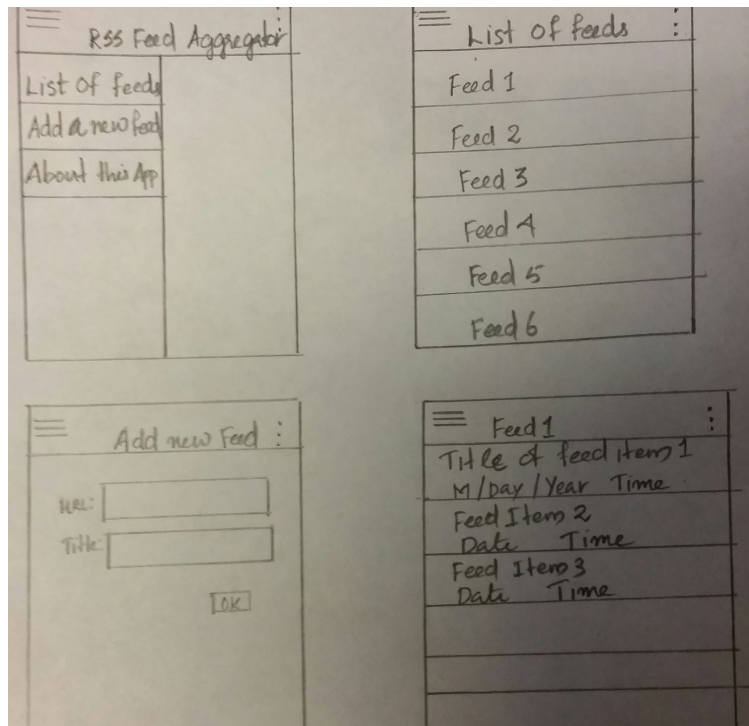 RSS Feed Aggregator
List of feeds
Add a new feed
About this App
List of feeds
Feed 1
Feed 2
Feed 3
Feed 4
Feed 5
Feed 6
Add new Feed
URL:
Title:
OK
Feed 1
Title of feed item 1
M/Day/Year Time
Feed Item 2
Date Time
Feed Item 3
Date Time